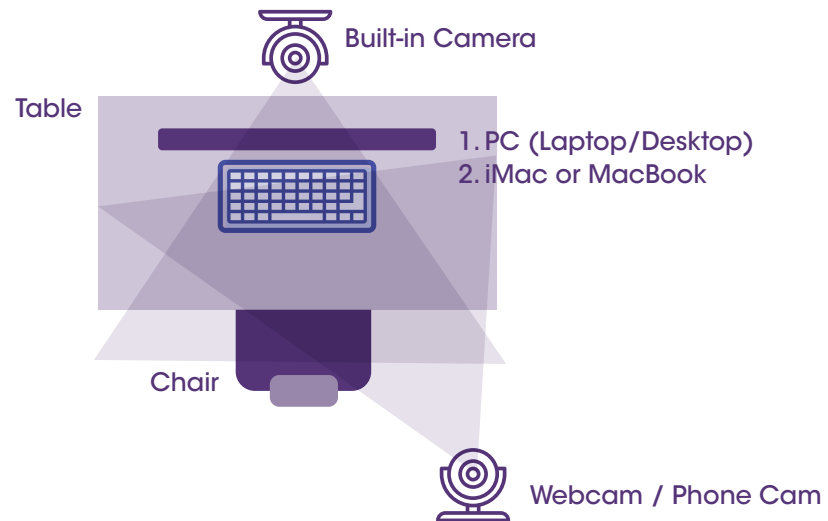 Built-in Camera
Table
1. PC (Laptop/Desktop)
2. iMac or MacBook
Chair
Webcam / Phone Cam